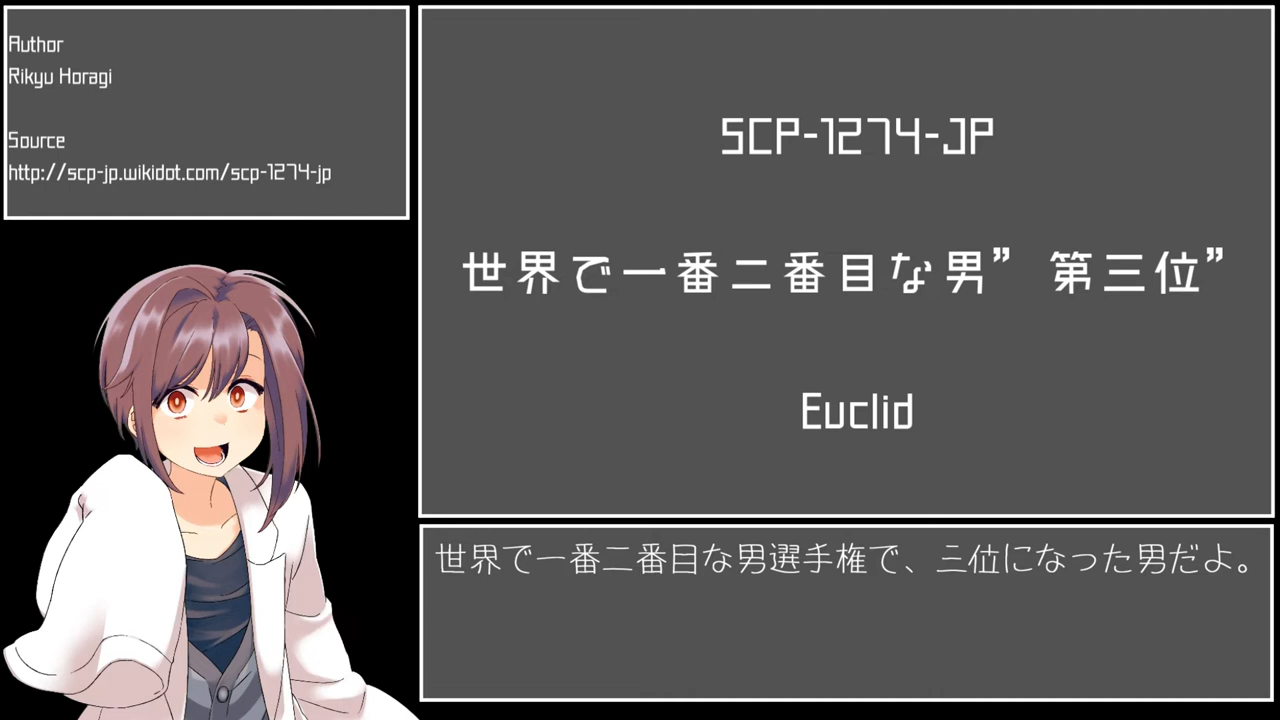 Author
Rikyu Horagi
Source
http://scp-jp.wikidot.com/scp-1274-jp
SCP-1274-JP
世界で一番二番目な男” 第三位”
Euclid
世界で一番二番目な男選手権で、三位になった男だよ。